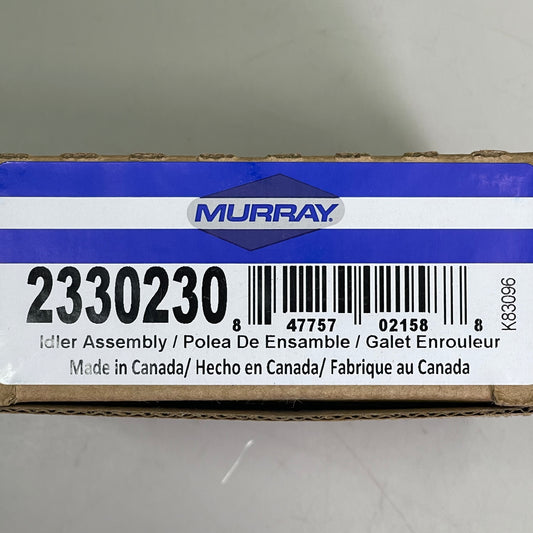 MURRAY.
2330230
8 47757 02158 8
K83096
Idler Assembly / Polea De Ensamble / Galet Enrouleur
Made in Canada/ Hecho en Canada/ Fabrique au Canada